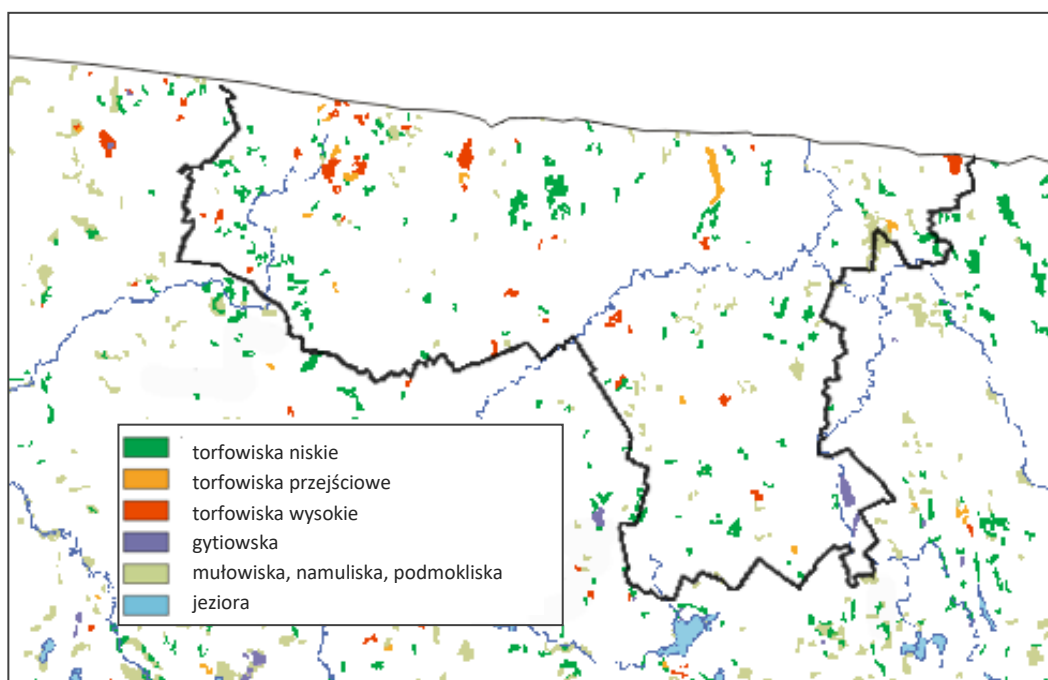 torfowiska niskie
torfowiska przejściowe
torfowiska wysokie
gytiowska
mułowiska, namuliska, podmokliska
jeziora